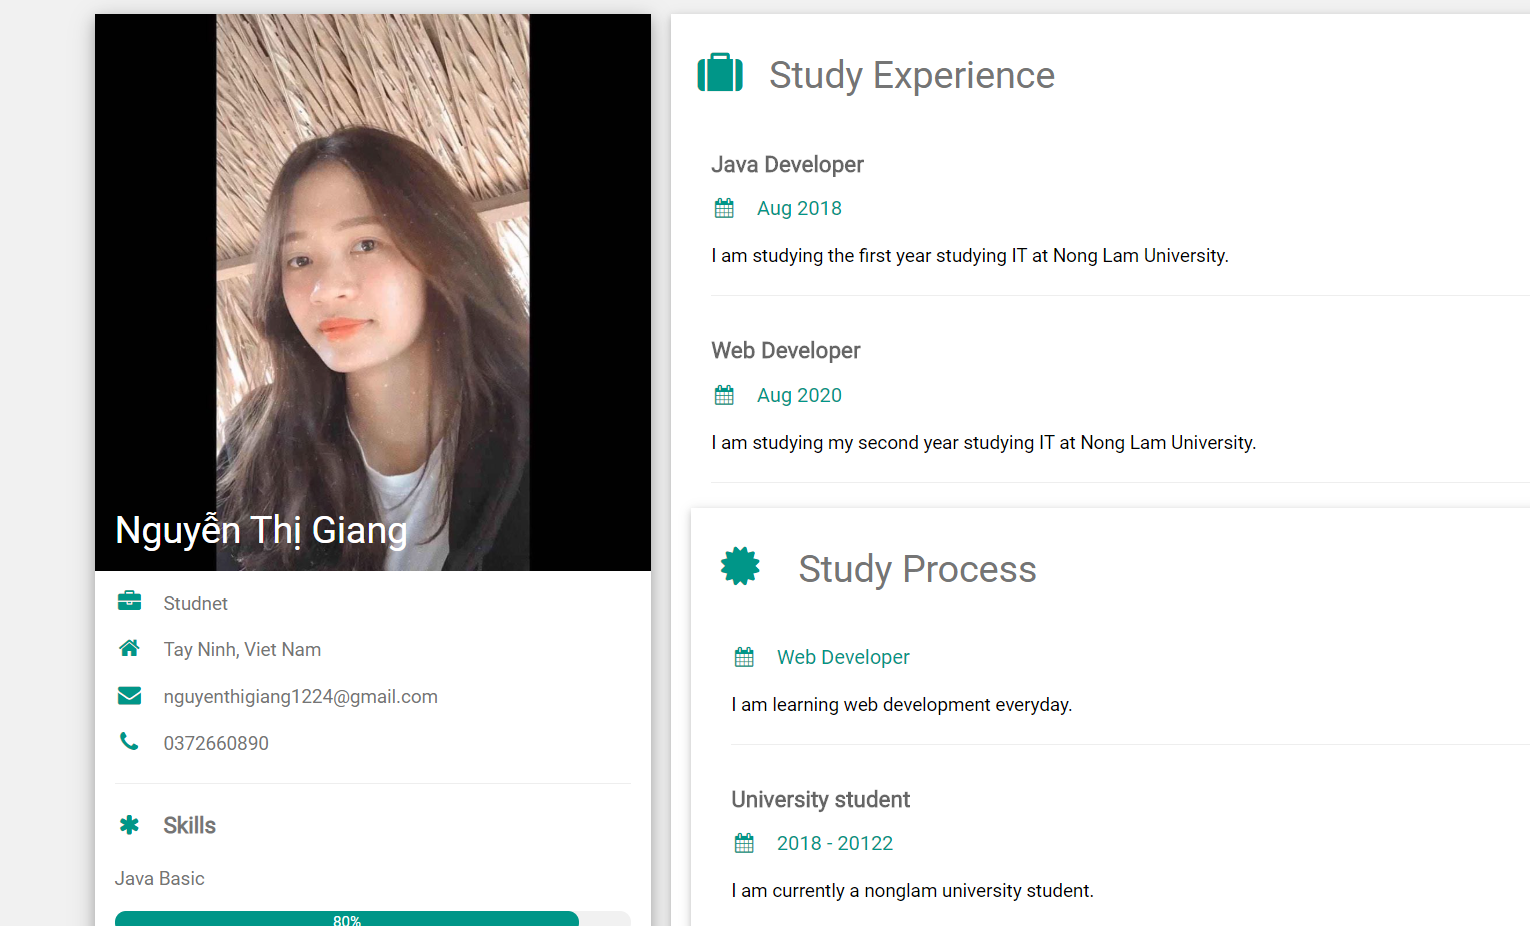 Nguyễn Thị Giang
Studnet
Tay Ninh, Viet Nam
nguyenthigiang1224@gmail.com
0372660890
Skills
Java Basic
80%
Study Experience
Java Developer
Aug 2018
I am studying the first year studying IT at Nong Lam University.
Web Developer
Aug 2020
I am studying my second year studying IT at Nong Lam University.
Study Process
Web Developer
I am learning web development everyday.
University student
2018 - 20122
I am currently a nonglam university student.